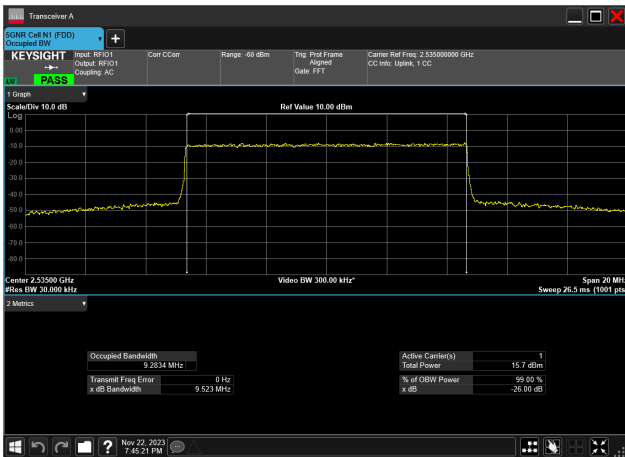 Transceiver A
5GNR Cell N1 (FDD)
Occupied BW
KEYSIGHT
Input: RFIO1
Output: RFIO1
Coupling: AC
Corr CCorr
Range: -60 dBm
Trig: Prot Frame
Aligned
Gate: FFT
Carrier Ref Freq: 2.535000000 GHz
CC Info: Uplink, 1 CC
PASS
1 Graph
Scale/Div 10.0 dB
Ref Value 10.00 dBm
Log
0.00
-10.0
-20.0
-30.0
-40.0
-50.0
-60.0
-70.0
-80.0
Center 2.53500 GHz
Video BW 300.00 kHz*
Span 20 MHz
#Res BW 30.000 kHz
Sweep 26.5 ms (1001 pts
2 Metrics
Occupied Bandwidth
9.2834 MHz
Transmit Freq Error 0 Hz
x dB Bandwidth 9.523 MHz
Active Carrier(s) 1
Total Power 15.7 dBm
% of OBW Power 99.00 %
x dB -26.00 dB
Nov 22, 2023
7:45:21 PM